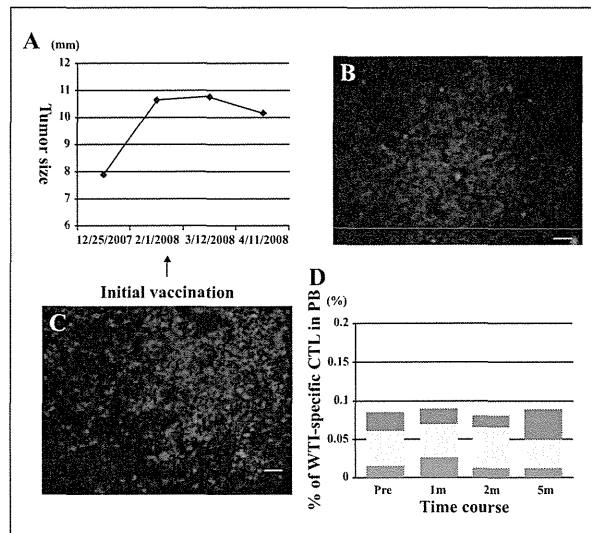 A
(mm)
12
11
10
9
8
7
6
Tumor size
12/25/2007 2/1/2008 3/12/2008 4/11/2008
Initial vaccination
B
C
D
(%)
0.2
0.15
0.1
0.05
0
% of WTI-specific CTL in PB
Pre 1m 2m 5m
Time course